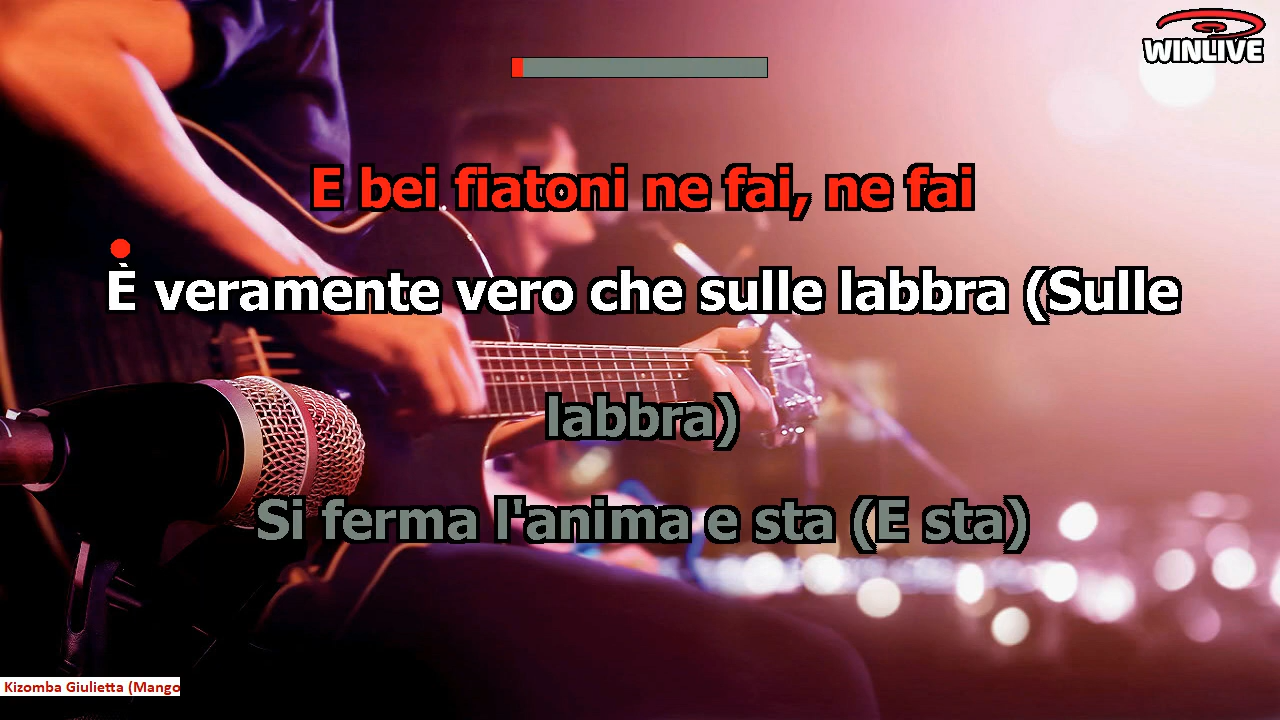 WINLIVE
E bei fiatoni ne fai, ne fai
È veramente vero che sulle labbra (Sulle
labbra)
Si ferma l'anima e sta (E sta)
Kizomba Giulietta (Mango